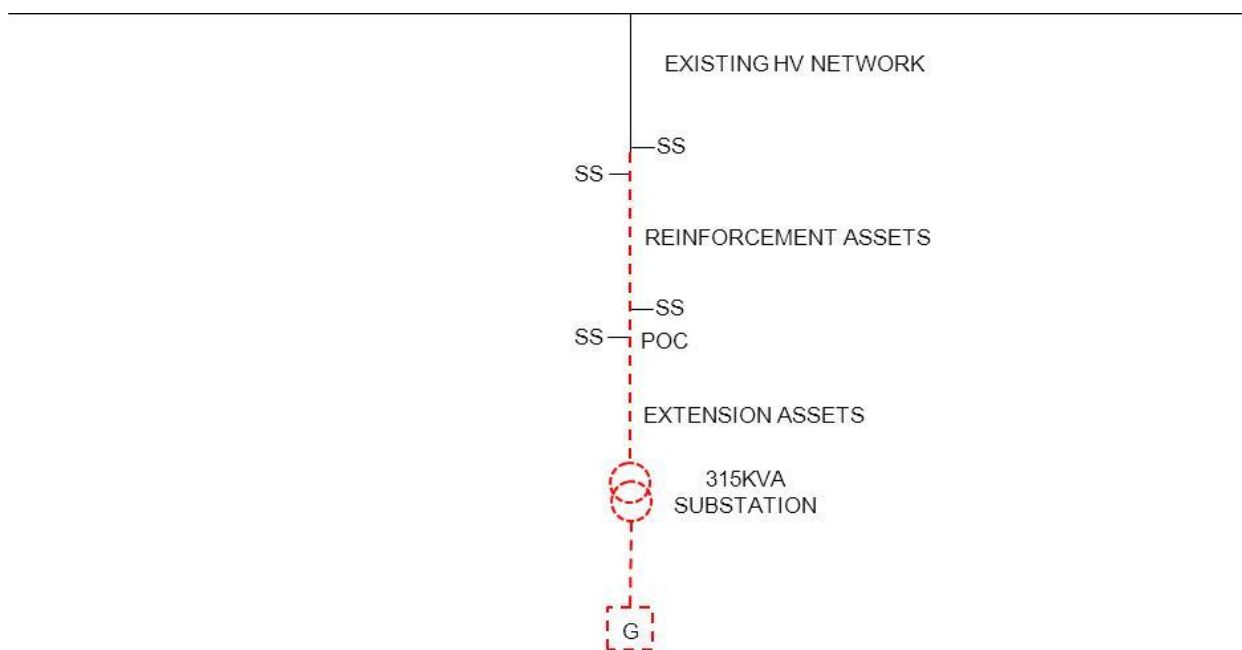 EXISTING HV NETWORK
SS
SS
REINFORCEMENT ASSETS
SS
SS
POC
EXTENSION ASSETS
315KVA
SUBSTATION
G